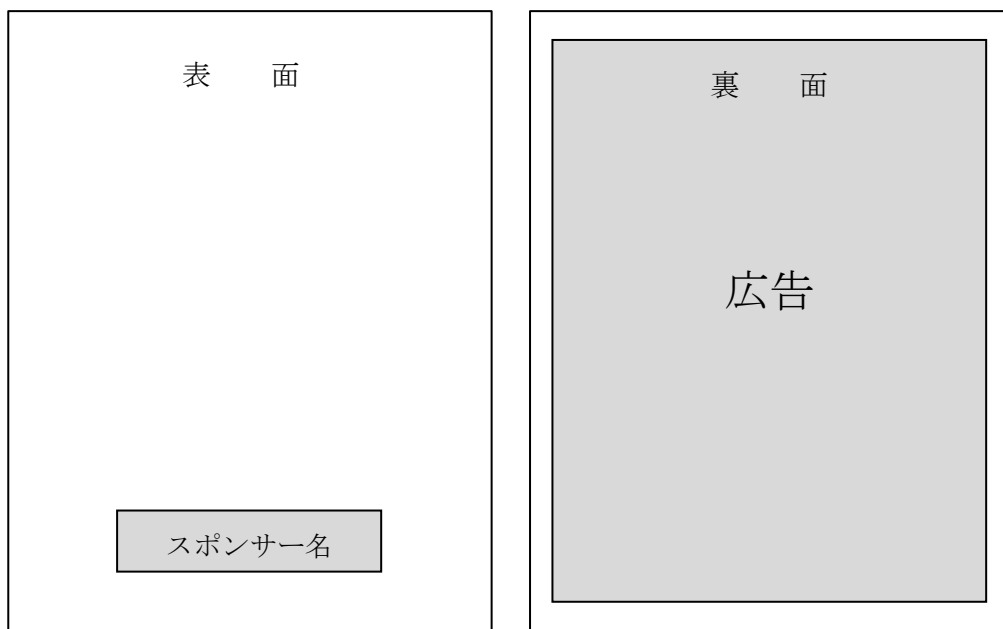 表　　面
スポンサー名
裏　　面
広告